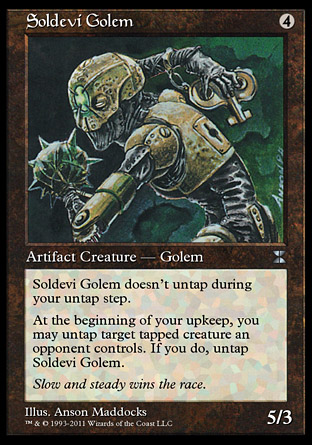 Soldevi Golem 4
Artifact Creature — Golem
Soldevi Golem doesn't untap during
your untap step.
At the beginning of your upkeep, you
may untap target tapped creature an
opponent controls. If you do, untap
Soldevi Golem.
Slow and steady wins the race.
Illus. Anson Maddocks
™ & © 1993-2011 Wizards of the Coast LLC
5/3